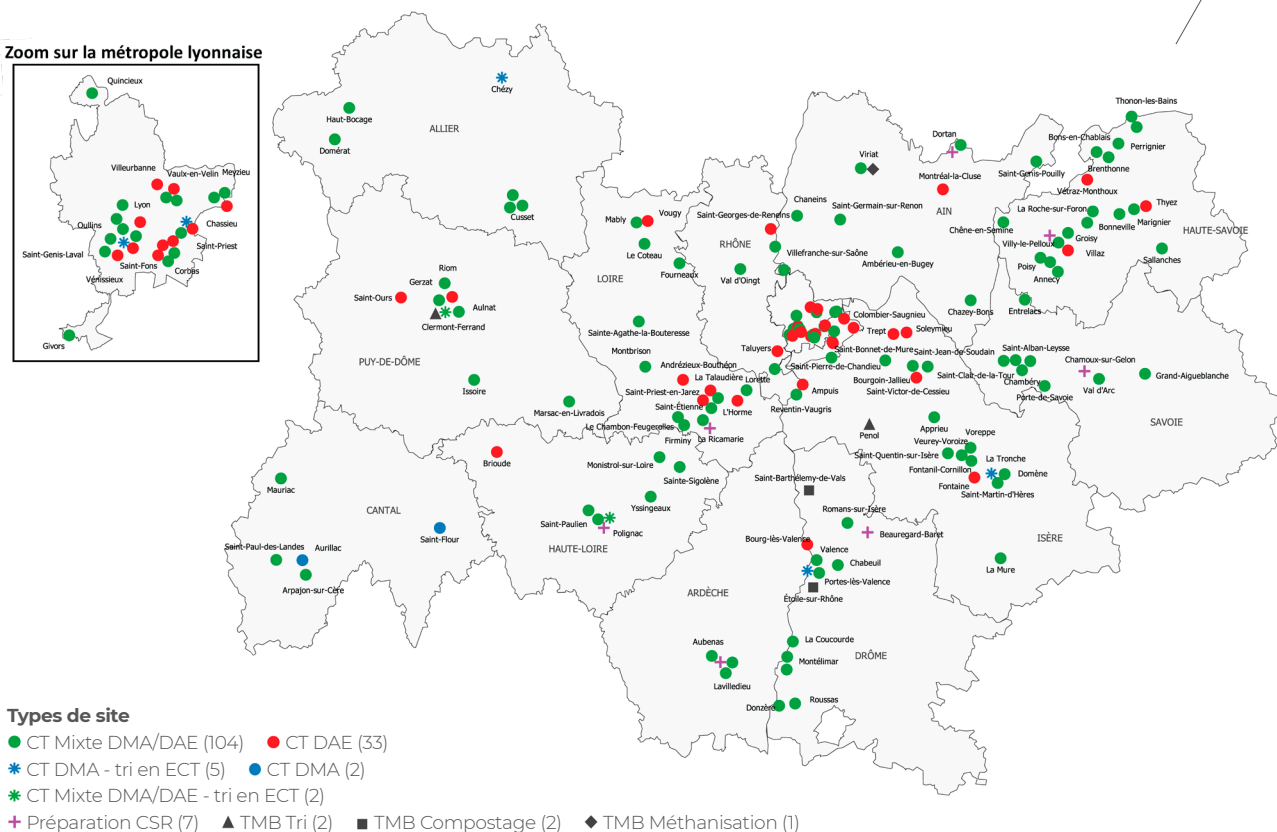 Zoom sur la métropole lyonnaise
Quincieux
Villeurbanne
Vaulx-en-Velin
Meyzieu
Lyon
Oullins
Chassieu
Saint-Priest
Saint-Genis-Laval
Saint-Fons
Corbas
Vénissieux
Givors
Chézy
Haut-Bocage
ALLIER
Domérat
Cusset
Riom
Gerzat
Saint-Ours
Aulnat
Clermont-Ferrand
PUY-DE-DÔME
Issoire
Marsac-en-Livradois
Mably
Vougy
Le Coteau
Fourneaux
LOIRE
Sainte-Agathe-la-Bouteresse
Montbrison
Andrézieux-Bouthéon
La Talaudière
Lorette
Saint-Priest-en-Jarez
Saint-Étienne
L'Horme
Le Chambon-Feugerolles
Firminy
La Ricamarie
Saint-Georges-de-Reneins
RHÔNE
Val d'Oingt
Villefranche-sur-Saône
Taluyers
Ampuis
Reventin-Vaugris
Dortan
Viriat
Montréal-la-Cluse
Saint-Genis-Pouilly
Chaneins
Saint-Germain-sur-Renon
AIN
Ambérieu-en-Bugey
Chazey-Bons
Thonon-les-Bains
Bons-en-Chablais
Perrignier
Brenthonne
Vétraz-Monthoux
La Roche-sur-Foron
Thyez
Marignier
Bonneville
Chêne-en-Semine
HAUTE-SAVOIE
Groisy
Villy-le-Pelloux
Villaz
Sallanches
Poisy
Annecy
Entrelacs
Colombier-Saugnieu
Trept
Soleymieu
Saint-Bonnet-de-Mure
Saint-Jean-de-Soudain
Saint-Pierre-de-Chandieu
Saint-Clair-de-la-Tour
Bourgoin-Jallieu
Saint-Victor-de-Cessieu
Saint-Alban-Leysse
Chamoux-sur-Gelon
Chambéry
Val d'Arc
Grand-Aigueblanche
Porte-de-Savoie
SAVOIE
Penol
Apprieu
Voreppe
Veurey-Voroize
Saint-Quentin-sur-Isère
La Tronche
Fontanil-Cornillon
Domène
Fontaine
Saint-Martin-d'Hères
ISÈRE
La Mure
Brioude
Monistrol-sur-Loire
Sainte-Sigolène
Yssingeaux
Saint-Paulien
Polignac
HAUTE-LOIRE
Mauriac
CANTAL
Saint-Flour
Saint-Paul-des-Landes
Aurillac
Arpajon-sur-Cère
Saint-Barthélemy-de-Vals
Romans-sur-Isère
Beauregard-Baret
Bourg-lès-Valence
Valence
Chabeuil
Portes-lès-Valence
Étoile-sur-Rhône
ARDÈCHE
Aubenas
Lavilledieu
La Coucourde
DRÔME
Montélimar
Donzère
Roussas
Types de site
CT Mixte DMA/DAE (104) CT DAE (33)
CT DMA - tri en ECT (5) CT DMA (2)
CT Mixte DMA/DAE - tri en ECT (2)
Préparation CSR (7) TMB Tri (2) TMB Compostage (2) TMB Méthanisation (1)